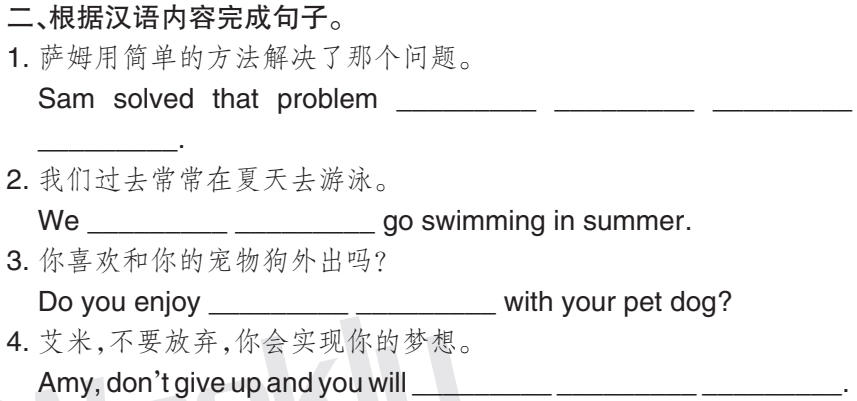 二、根据汉语内容完成句子。
1. 萨姆用简单的方法解决了那个问题。
Sam solved that problem _________ _________ _________
_________.
2. 我们过去常常在夏天去游泳。
We _________ _________ go swimming in summer.
3. 你喜欢和你的宠物狗外出吗?
Do you enjoy _________ _________ with your pet dog?
4. 艾米,不要放弃,你会实现你的梦想。
Amy, don't give up and you will _________ _________ _________.